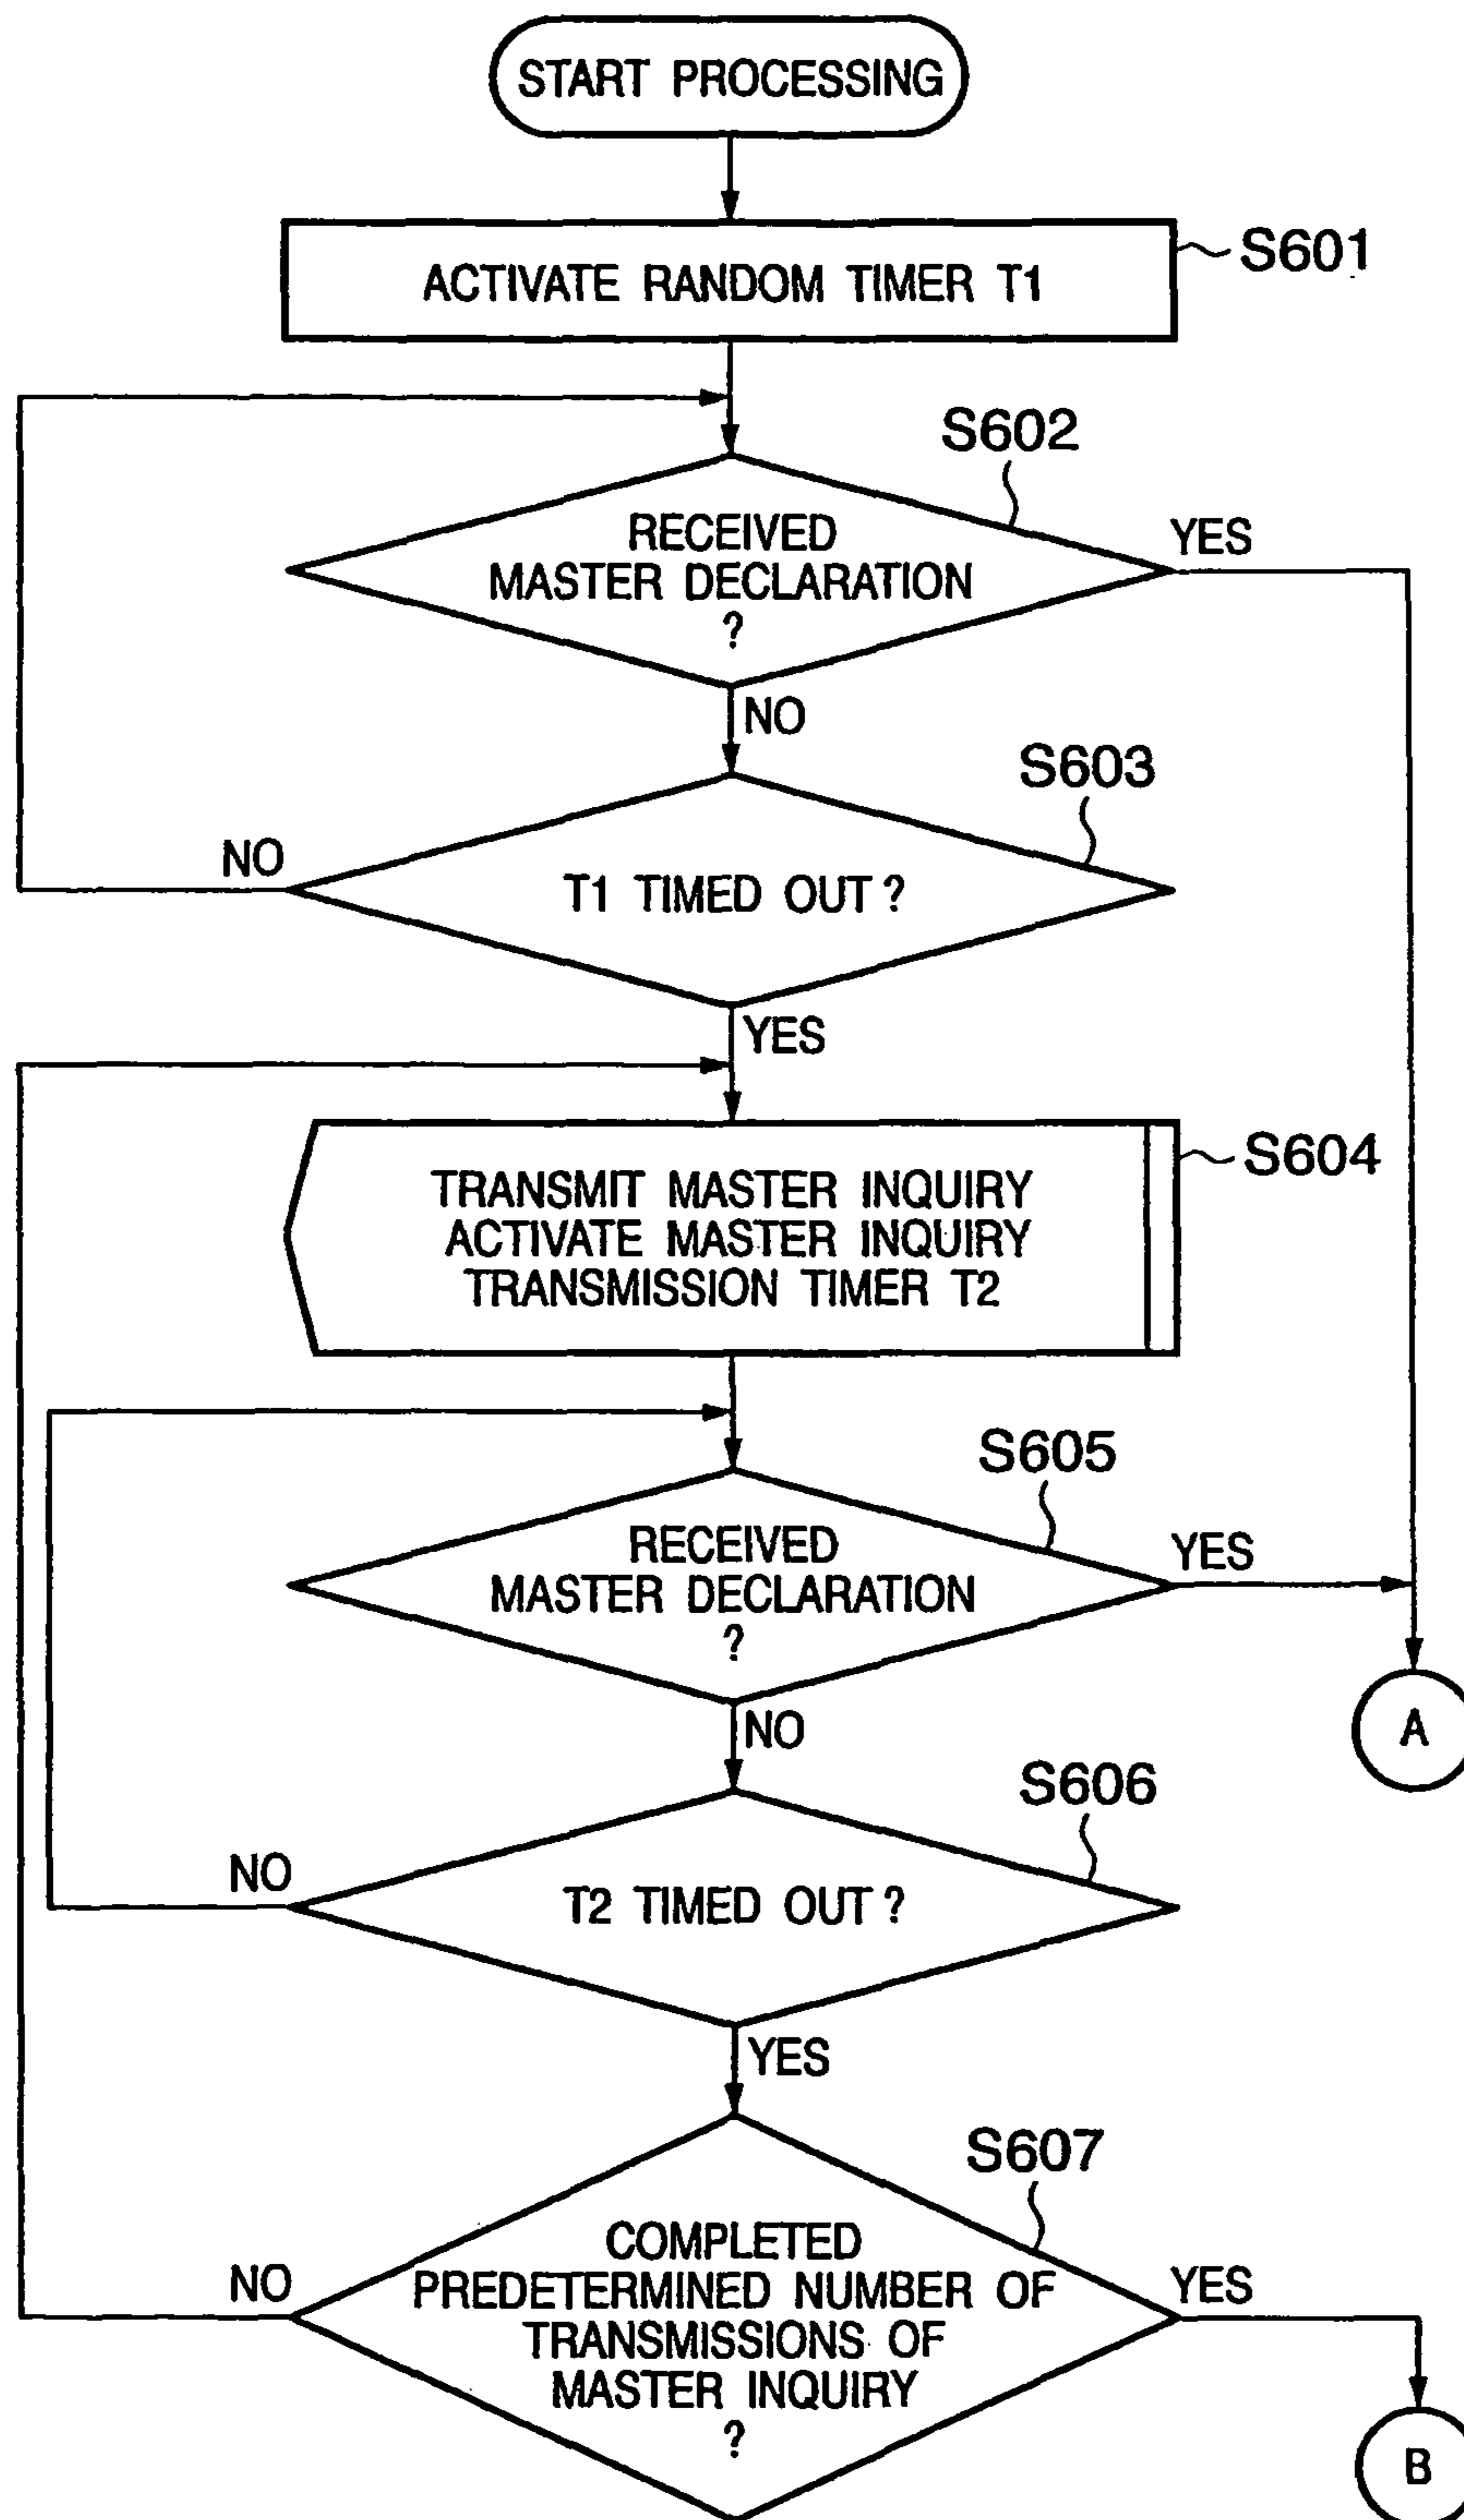 START PROCESSING
S601
ACTIVATE RANDOM TIMER T1
S602
RECEIVED
MASTER DECLARATION
?
YES
NO
S603
NO
T1 TIMED OUT ?
YES
S604
TRANSMIT MASTER INQUIRY
ACTIVATE MASTER INQUIRY
TRANSMISSION TIMER T2
S605
RECEIVED
MASTER DECLARATION
?
YES
A
NO
S606
NO
T2 TIMED OUT ?
YES
S607
COMPLETED
PREDETERMINED NUMBER OF
TRANSMISSIONS OF
MASTER INQUIRY
?
NO
YES
B